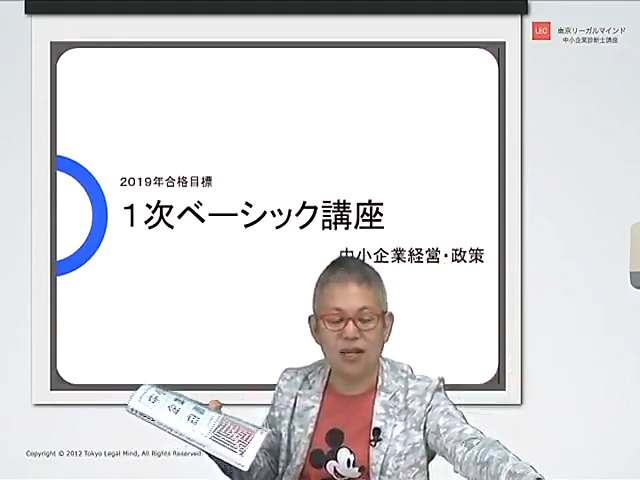 LEC 東京リーガルマインド
中小企業診断士講座
2019年合格目標
1次ベーシック講座
中小企業経営・政策
Copyright © 2012 Tokyo Legal Mind, All Rights Reserved.